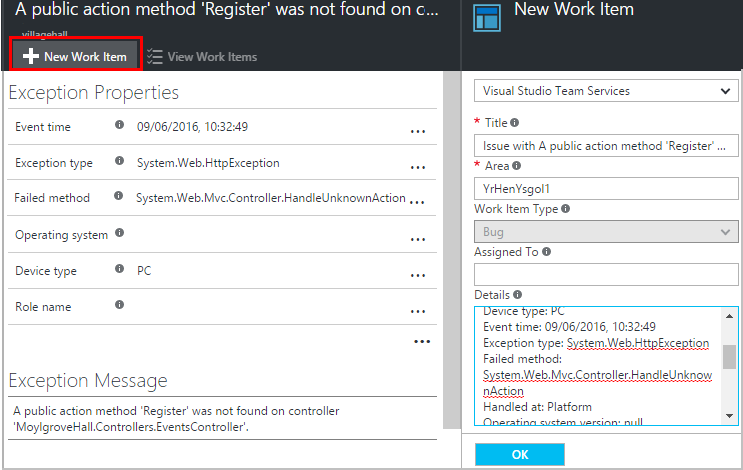 A public action method 'Register' was not found on c...
villagehall
New Work Item
View Work Items
Exception Properties
Event time 09/06/2016, 10:32:49 ...
Exception type System.Web.HttpException ...
Failed method System.Web.Mvc.Controller.HandleUnknownAction ...
Operating system ...
Device type PC ...
Role name ...
...
Exception Message
A public action method 'Register' was not found on controller
'MoylgroveHall.Controllers.EventsController'.
New Work Item
Visual Studio Team Services
* Title
Issue with A public action method 'Register' ...
* Area
YrHenYsgol1
Work Item Type
Bug
Assigned To
Details
Device type: PC
Event time: 09/06/2016, 10:32:49
Exception type: System.Web.HttpException
Failed method:
System.Web.Mvc.Controller.HandleUnknow
nAction
Handled at: Platform
Operating system version: null
OK